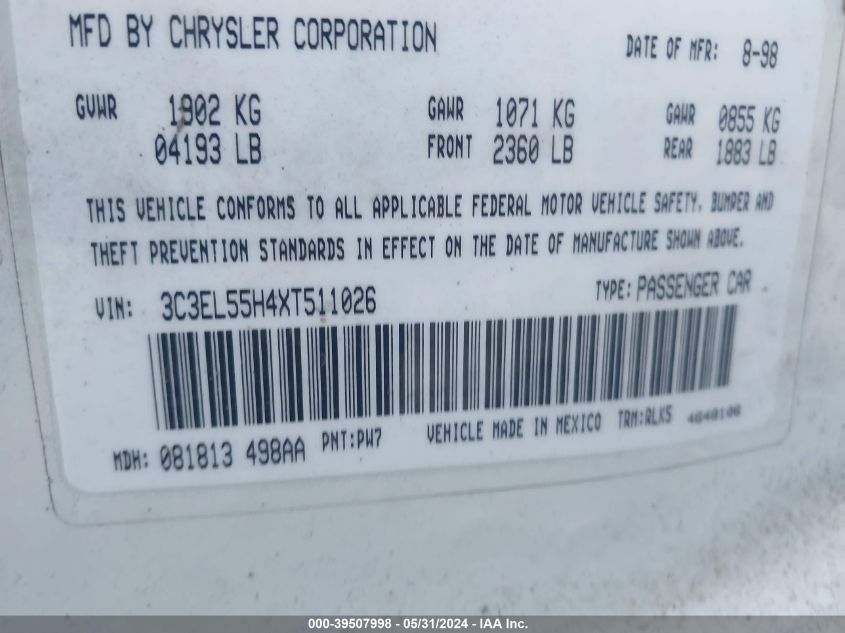 MFD BY CHRYSLER CORPORATION DATE OF MFR: 8-98
GVWR 1902 KG GAWR 1071 KG GAWR 0855 KG
04193 LB FRONT 2360 LB REAR 1883 LB
THIS VEHICLE CONFORMS TO ALL APPLICABLE FEDERAL MOTOR VEHICLE SAFETY, BUMPER AND
THEFT PREVENTION STANDARDS IN EFFECT ON THE DATE OF MANUFACTURE SHOWN ABOVE.
VIN: 3C3EL55H4XT511026 TYPE: PASSENGER CAR
MDH: 081813 498AA PNT:PW7 VEHICLE MADE IN MEXICO TRM:RLK5
000-39507998 - 05/31/2024 - IAA Inc.